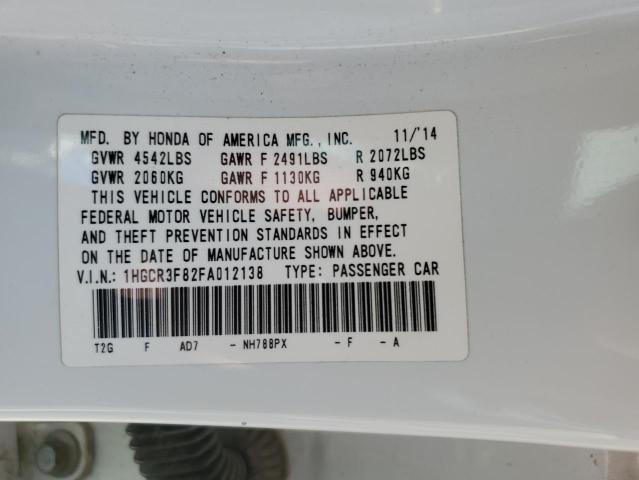 MFD. BY HONDA OF AMERICA MFG., INC. 11/'14
GVWR 4542LBS GAWR F 2491LBS R 2072LBS
GVWR 2060KG GAWR F 1130KG R 940KG
THIS VEHICLE CONFORMS TO ALL APPLICABLE
FEDERAL MOTOR VEHICLE SAFETY, BUMPER,
AND THEFT PREVENTION STANDARDS IN EFFECT
ON THE DATE OF MANUFACTURE SHOWN ABOVE.
V.I.N.: 1HGCR3F82FA012138 TYPE: PASSENGER CAR
T2G F AD7 - NH788PX - F - A